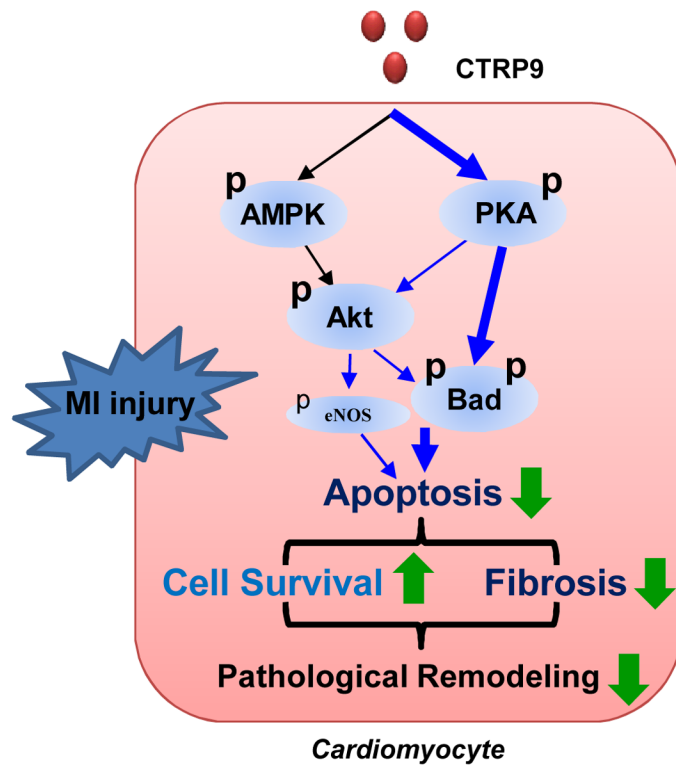 CTRP9
p
AMPK
p
PKA
p
Akt
MI injury
p
eNOS
p
p
Bad
Apoptosis
Cell Survival
Fibrosis
Pathological Remodeling
Cardiomyocyte